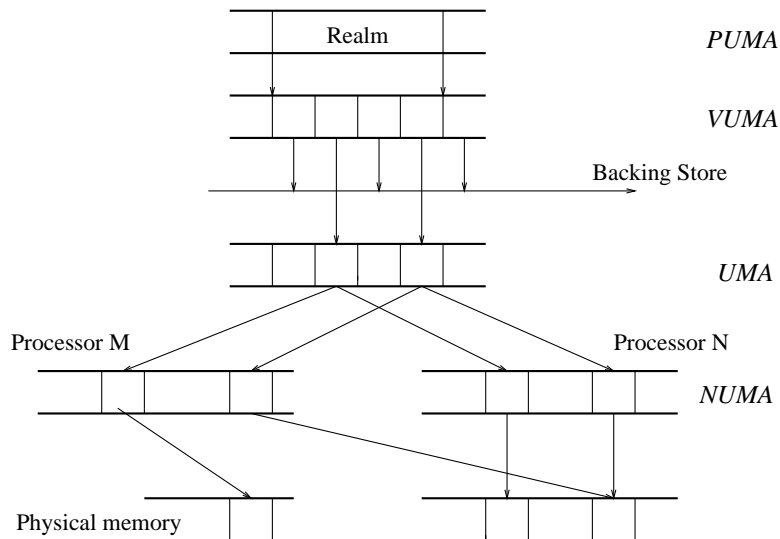 Realm
PUMA
VUMA
Backing Store
UMA
Processor M
Processor N
NUMA
Physical memory